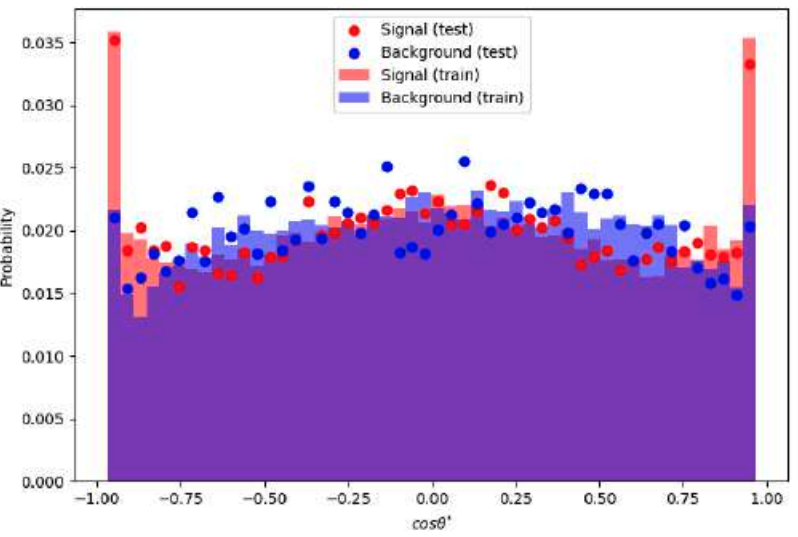 Signal (test)
Background (test)
Signal (train)
Background (train)
Probability
0.035
0.030
0.025
0.020
0.015
0.010
0.005
0.000
−1.00 −0.75 −0.50 −0.25 0.00 0.25 0.50 0.75 1.00
cosθ*